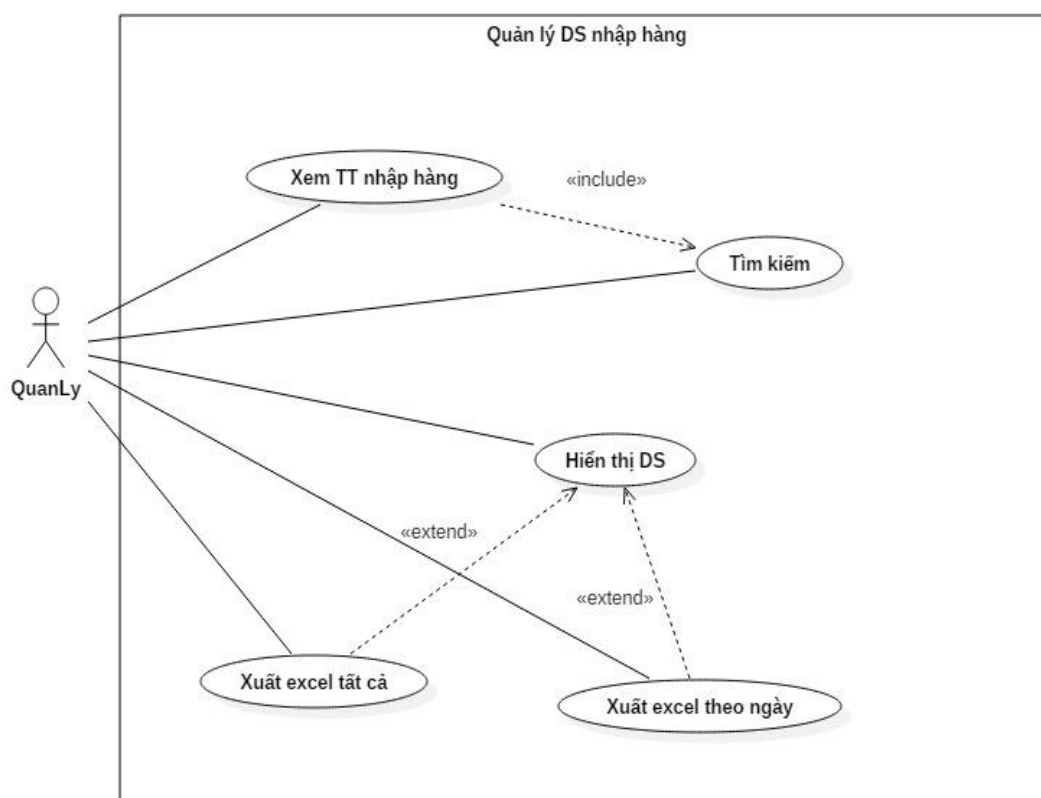 Quản lý DS nhập hàng
Xem TT nhập hàng
«include»
Tìm kiếm
QuanLy
Hiển thị DS
«extend»
«extend»
Xuất excel tất cả
Xuất excel theo ngày